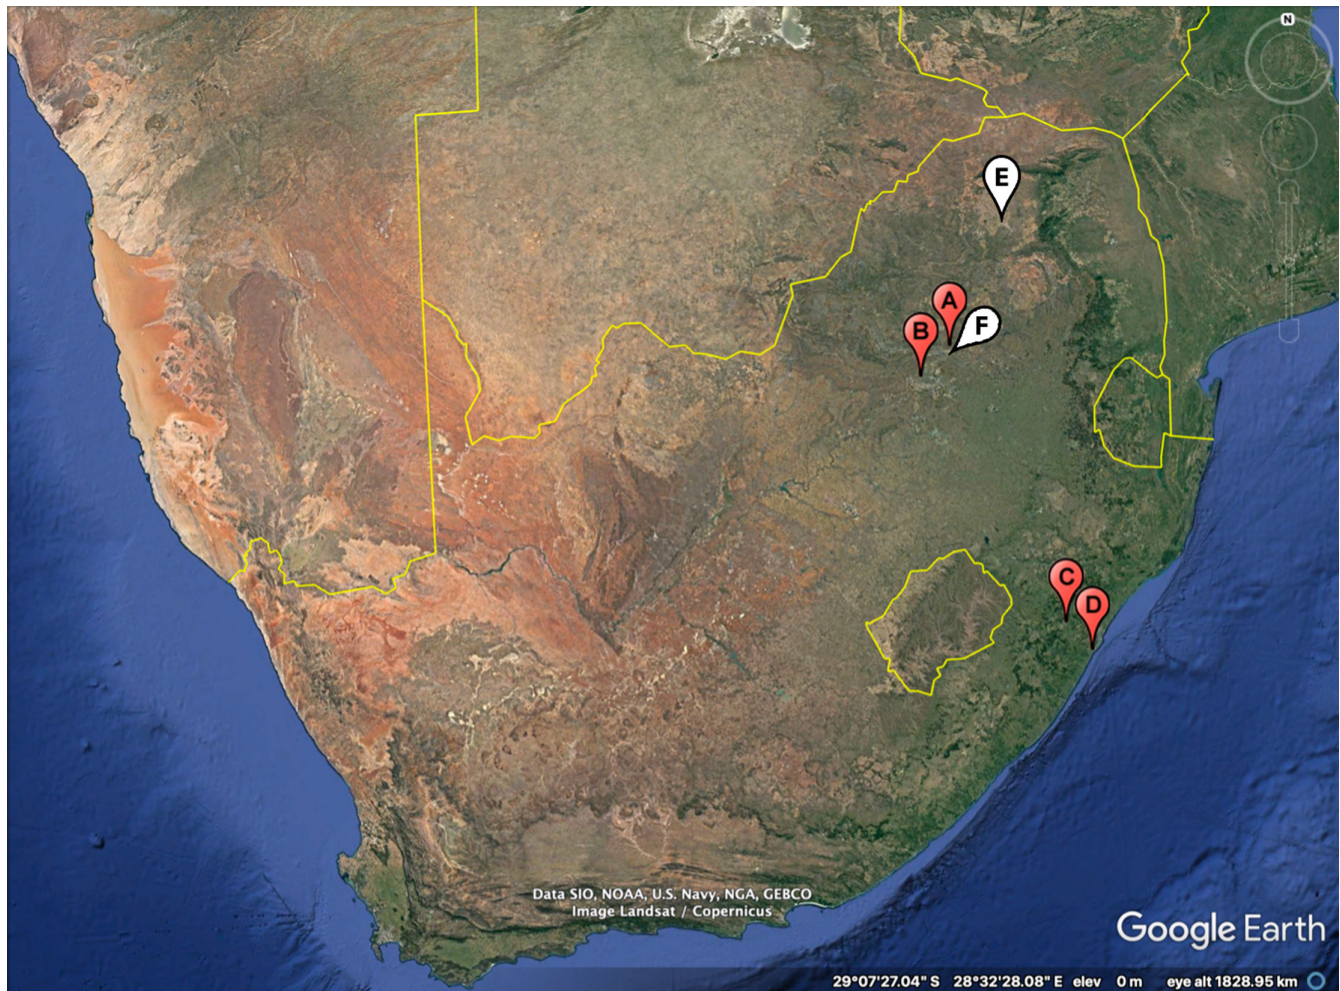 N
E
A
F
B
C
D
Data SIO, NOAA, U.S. Navy, NGA, GEBCO
Image Landsat / Copernicus
Google Earth
29°07'27.04" S 28°32'28.08" E elev 0 m eye alt 1828.95 km